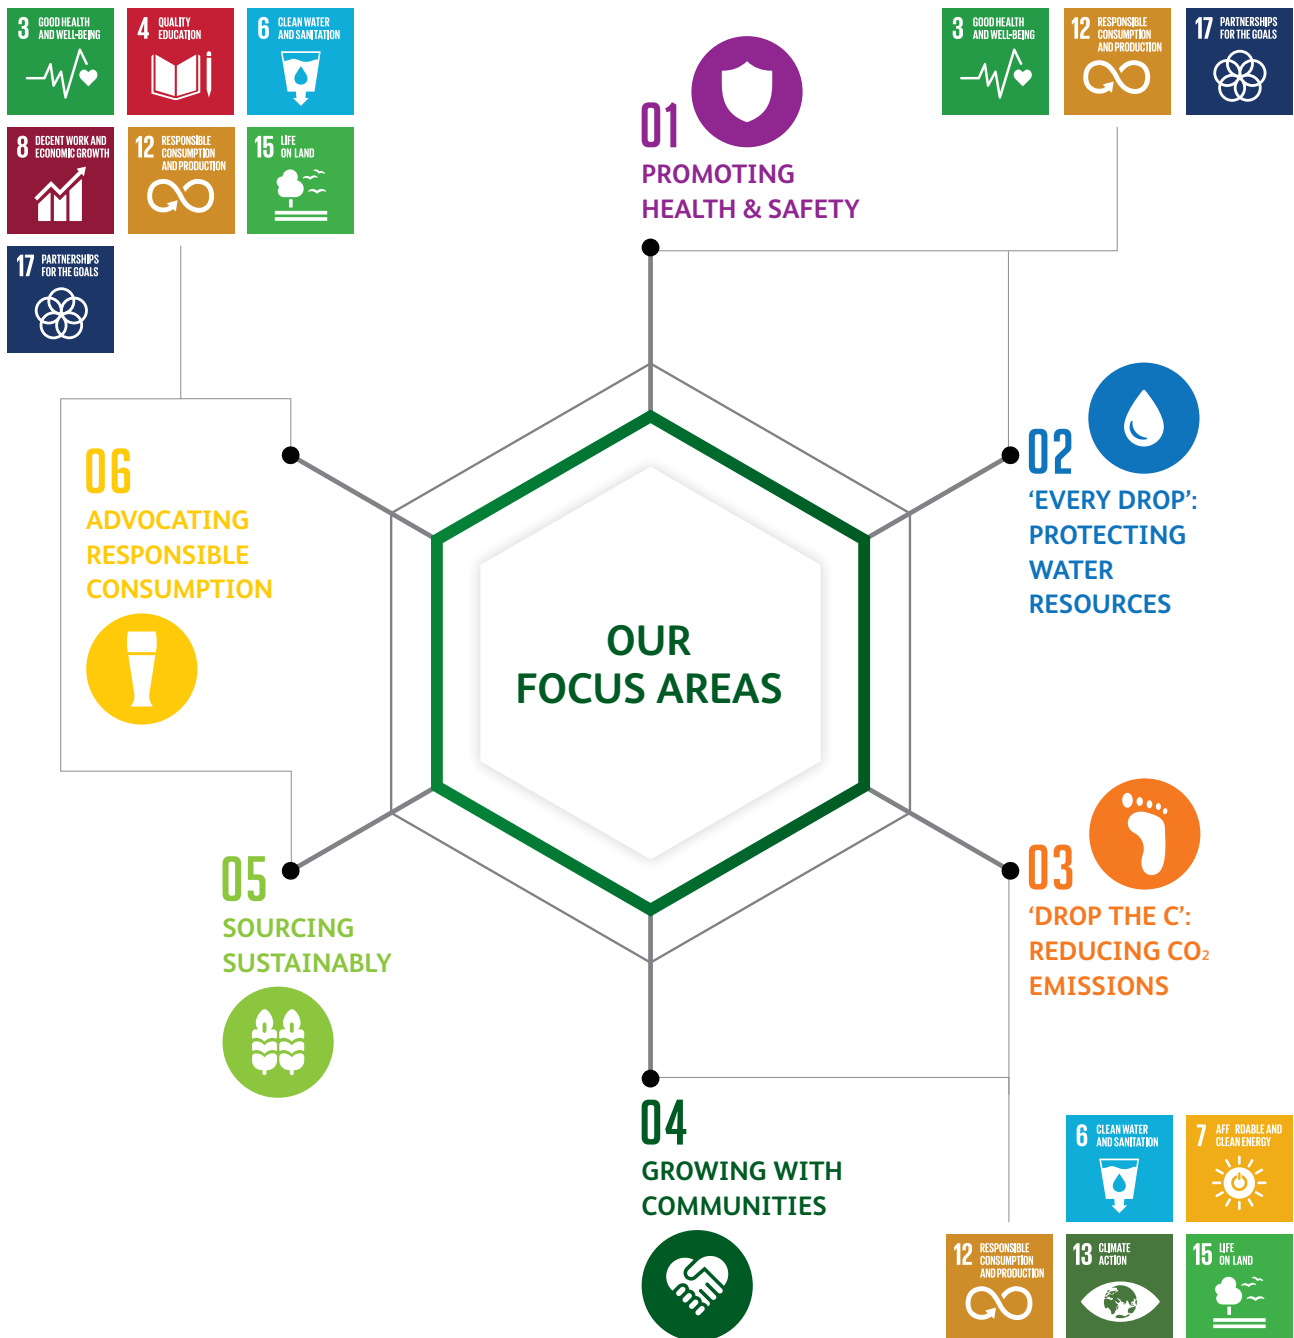 3 GOOD HEALTH
AND WELL-BEING
4 QUALITY
EDUCATION
6 CLEAN WATER
AND SANITATION
8 DECENT WORK AND
ECONOMIC GROWTH
12 RESPONSIBLE
CONSUMPTION
AND PRODUCTION
15 LIFE
ON LAND
17 PARTNERSHIPS
FOR THE GOALS
3 GOOD HEALTH
AND WELL-BEING
12 RESPONSIBLE
CONSUMPTION
AND PRODUCTION
17 PARTNERSHIPS
FOR THE GOALS
01
PROMOTING
HEALTH & SAFETY
02
‘EVERY DROP’:
PROTECTING
WATER
RESOURCES
OUR
FOCUS AREAS
03
‘DROP THE C’:
REDUCING CO₂
EMISSIONS
04
GROWING WITH
COMMUNITIES
05
SOURCING
SUSTAINABLY
06
ADVOCATING
RESPONSIBLE
CONSUMPTION
6 CLEAN WATER
AND SANITATION
7 AFF RDABLE AND
CLEAN ENERGY
12 RESPONSIBLE
CONSUMPTION
AND PRODUCTION
13 CLIMATE
ACTION
15 LIFE
ON LAND